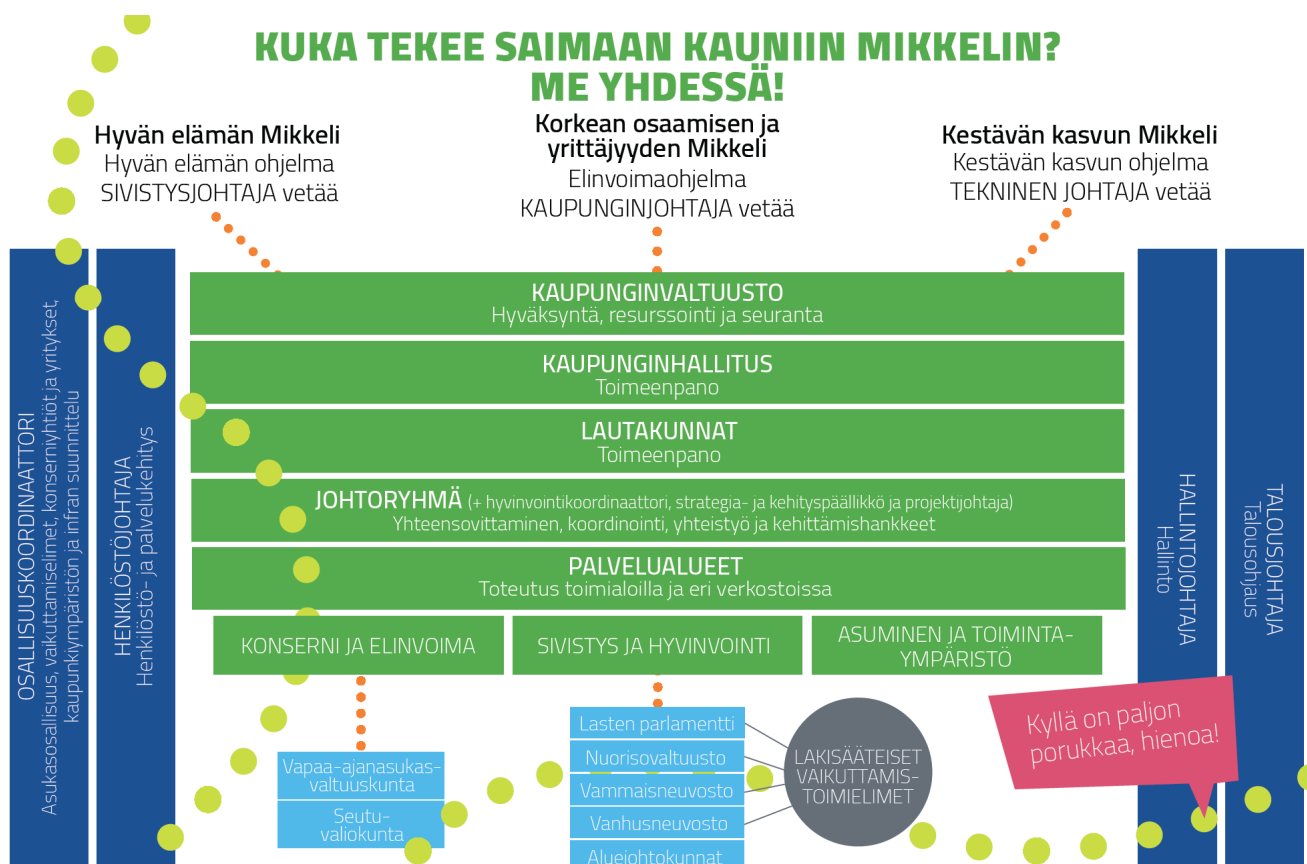 KUKA TEKEE SAIMAAN KAUNIIN MIKKELIN?
ME YHDESSÄ!
Hyvän elämän Mikkeli
Hyvän elämän ohjelma
SIVISTYSJOHTAJA vetää
Korkean osaamisen ja
yrittäjyyden Mikkeli
Elinvoimaohjelma
KAUPUNGINJOHTAJA vetää
Kestävän kasvun Mikkeli
Kestävän kasvun ohjelma
TEKNINEN JOHTAJA vetää
OSALLISUUSKOORDINAATTORI
Asukasosallisuus, vaikuttamiselimet, konserniyhtiöt ja yritykset,
kaupunkiympäristön ja infran suunnittelu
HENKILÖSTÖJOHTAJA
Henkilöstö- ja palvelukehitys
KAUPUNGINVALTUUSTO
Hyväksyntä, resurssointi ja seuranta
KAUPUNGINHALLITUS
Toimeenpano
LAUTAKUNNAT
Toimeenpano
JOHTORYHMÄ (+ hyvinvointikoordinaattori, strategia- ja kehityspäällikkö ja projektijohtaja)
Yhteensovittaminen, koordinointi, yhteistyö ja kehittämishankkeet
PALVELUALUEET
Toteutus toimialoilla ja eri verkostoissa
KONSERNI JA ELINVOIMA
SIVISTYS JA HYVINVOINTI
ASUMINEN JA TOIMINTA-
YMPÄRISTÖ
Vapaa-ajanasukas-
valtuuskunta
Seutu-
valiokunta
Lasten parlamentti
Nuorisovaltuusto
Vammaisneuvosto
Vanhusneuvosto
Aluejohtokunnat
LAKISÄÄTEISET
VAIKUTTAMIS-
TOIMIELIMET
HALLINTOJOHTAJA
Hallinto
TALOUSJOHTAJA
Talousohjaus
Kyllä on paljon
porukkaa, hienoa!